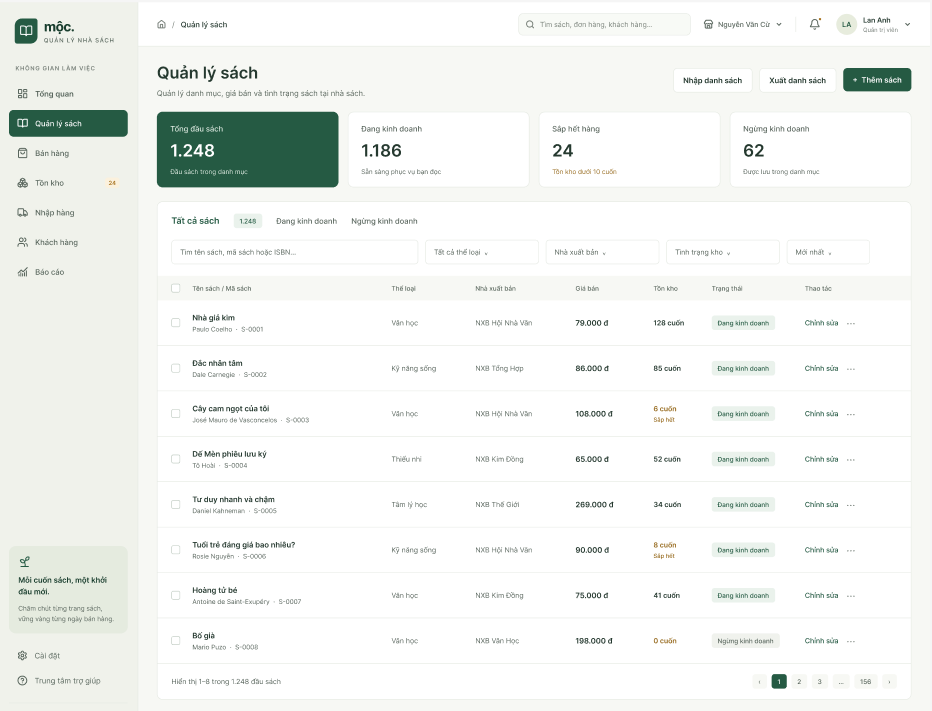 mộc.
QUẢN LÝ NHÀ SÁCH
KHÔNG GIAN LÀM VIỆC
Tổng quan
Quản lý sách
Bán hàng
Tồn kho 24
Nhập hàng
Khách hàng
Báo cáo
Mỗi cuốn sách, một khởi
đầu mới.
Chăm chút từng trang sách,
vững vàng từng ngày bán hàng.
Cài đặt
Trung tâm trợ giúp
/ Quản lý sách
Tìm sách, đơn hàng, khách hàng...
Nguyễn Văn Cừ
LA
Lan Anh
Quản trị viên
Quản lý sách
Quản lý danh mục, giá bán và tình trạng sách tại nhà sách.
Nhập danh sách
Xuất danh sách
+ Thêm sách
Tổng đầu sách
1.248
Đầu sách trong danh mục
Đang kinh doanh
1.186
Sẵn sàng phục vụ bạn đọc
Sắp hết hàng
24
Tồn kho dưới 10 cuốn
Ngừng kinh doanh
62
Được lưu trong danh mục
Tất cả sách 1.248 Đang kinh doanh Ngừng kinh doanh
Tìm tên sách, mã sách hoặc ISBN...
Tất cả thể loại
Nhà xuất bản
Tình trạng kho
Mới nhất
Tên sách / Mã sách Thể loại Nhà xuất bản Giá bán Tồn kho Trạng thái Thao tác
Nhà giả kim
Paulo Coelho · S-0001
Văn học NXB Hội Nhà Văn 79.000 đ 128 cuốn Đang kinh doanh Chỉnh sửa ...
Đắc nhân tâm
Dale Carnegie · S-0002
Kỹ năng sống NXB Tổng Hợp 86.000 đ 85 cuốn Đang kinh doanh Chỉnh sửa ...
Cây cam ngọt của tôi
José Mauro de Vasconcelos · S-0003
Văn học NXB Hội Nhà Văn 108.000 đ 6 cuốn
Sắp hết
Đang kinh doanh Chỉnh sửa ...
Dế Mèn phiêu lưu ký
Tô Hoài · S-0004
Thiếu nhi NXB Kim Đồng 65.000 đ 52 cuốn Đang kinh doanh Chỉnh sửa ...
Tư duy nhanh và chậm
Daniel Kahneman · S-0005
Tâm lý học NXB Thế Giới 269.000 đ 34 cuốn Đang kinh doanh Chỉnh sửa ...
Tuổi trẻ đáng giá bao nhiêu?
Rosie Nguyễn · S-0006
Kỹ năng sống NXB Hội Nhà Văn 90.000 đ 8 cuốn
Sắp hết
Đang kinh doanh Chỉnh sửa ...
Hoàng tử bé
Antoine de Saint-Exupéry · S-0007
Văn học NXB Kim Đồng 75.000 đ 41 cuốn Đang kinh doanh Chỉnh sửa ...
Bố già
Mario Puzo · S-0008
Văn học NXB Văn Học 198.000 đ 0 cuốn Ngừng kinh doanh Chỉnh sửa ...
Hiển thị 1–8 trong 1.248 đầu sách
‹ 1 2 3 ... 156 ›